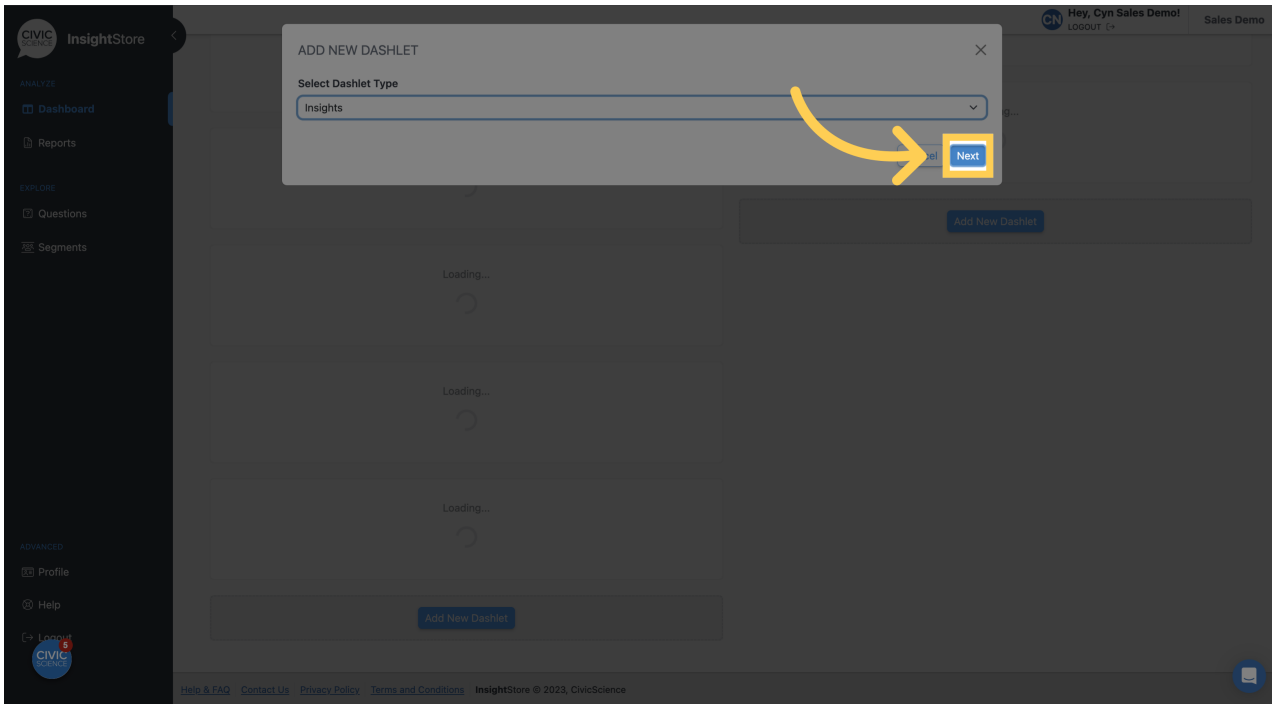 CIVIC
SCIENCE
InsightStore
ANALYZE
Dashboard
Reports
EXPLORE
Questions
Segments
ADVANCED
Profile
Help
Logout
5
CIVIC
SCIENCE
CN
Hey, Cyn Sales Demo!
LOGOUT
Sales Demo
ADD NEW DASHLET
Select Dashlet Type
Insights
Next
Add New Dashlet
Loading...
Loading...
Loading...
Add New Dashlet
Help & FAQ Contact Us Privacy Policy Terms and Conditions InsightStore © 2023, CivicScience